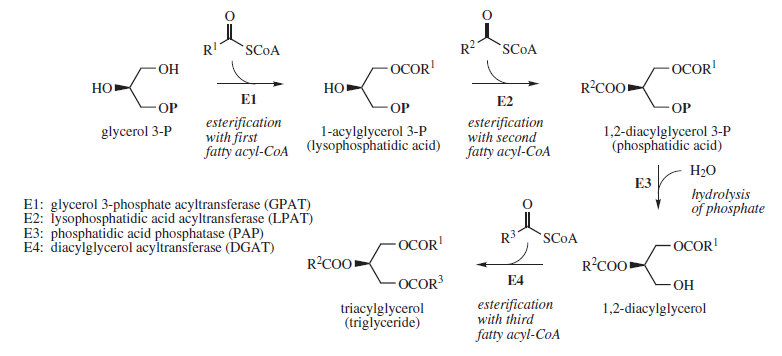 O
R¹ SCoA
O
R² SCoA
OH
HO
OP
glycerol 3-P
E1
esterification
with first
fatty acyl-CoA
OCOR¹
HO
OP
1-acylglycerol 3-P
(lysophosphatidic acid)
E2
esterification
with second
fatty acyl-CoA
OCOR¹
R²COO
OP
1,2-diacylglycerol 3-P
(phosphatidic acid)
E3
H₂O
hydrolysis
of phosphate
E1: glycerol 3-phosphate acyltransferase (GPAT)
E2: lysophosphatidic acid acyltransferase (LPAT)
E3: phosphatidic acid phosphatase (PAP)
E4: diacylglycerol acyltransferase (DGAT)
OCOR¹
R²COO
OH
1,2-diacylglycerol
O
R³ SCoA
E4
esterification
with third
fatty acyl-CoA
OCOR¹
R²COO
OCOR³
triacylglycerol
(triglyceride)